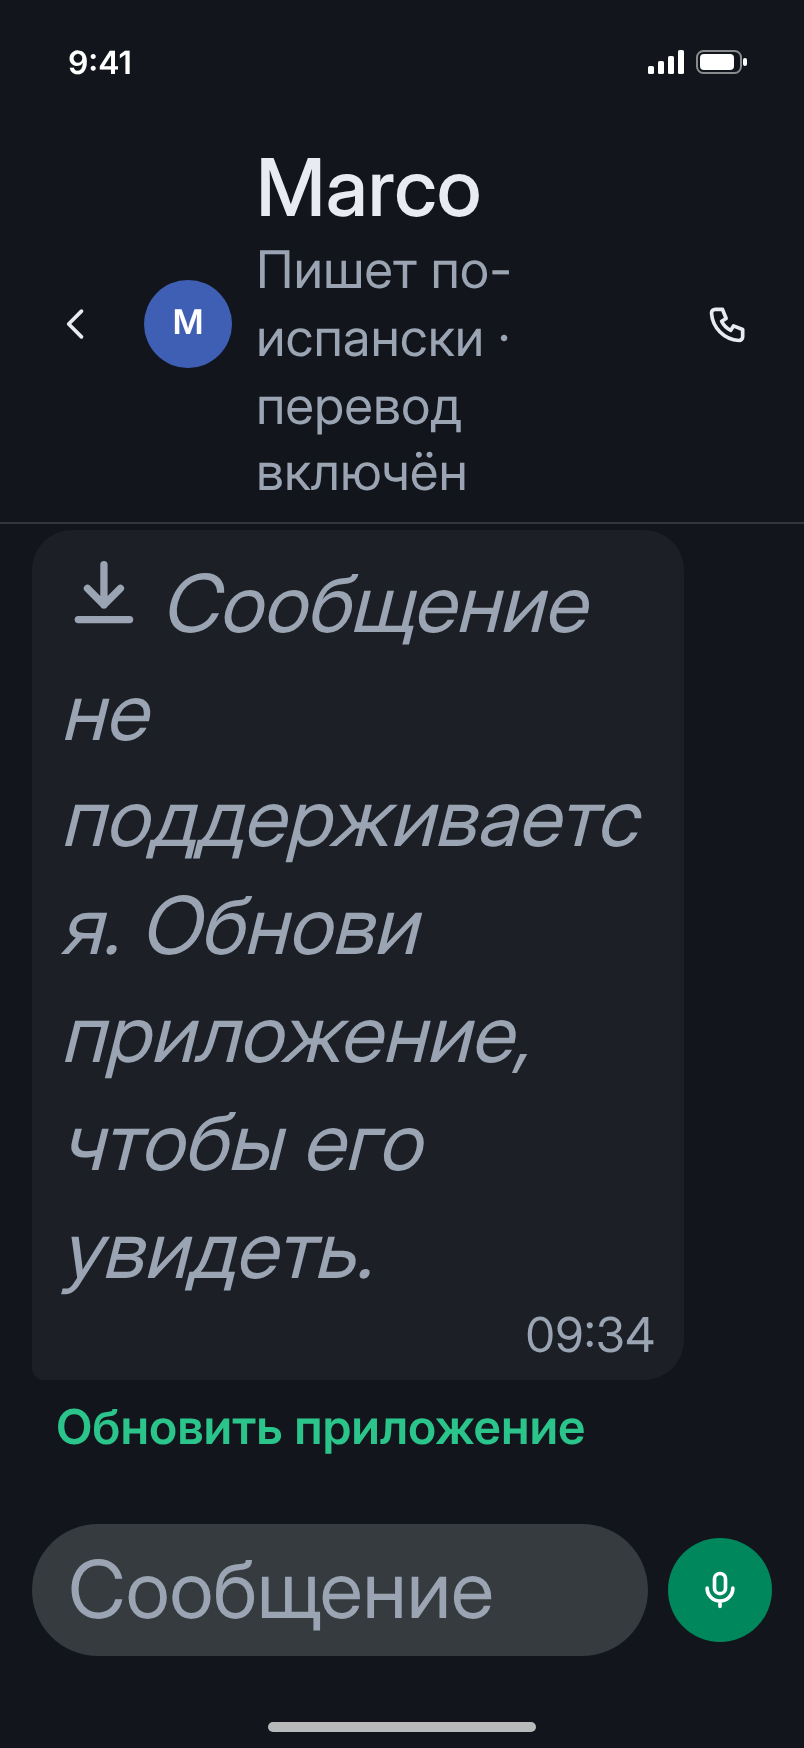 9:41
Marco
M
Пишет по-
испански ·
перевод
включён
Сообщение
не
поддерживаетс
я. Обнови
приложение,
чтобы его
увидеть.
09:34
Обновить приложение
Сообщение